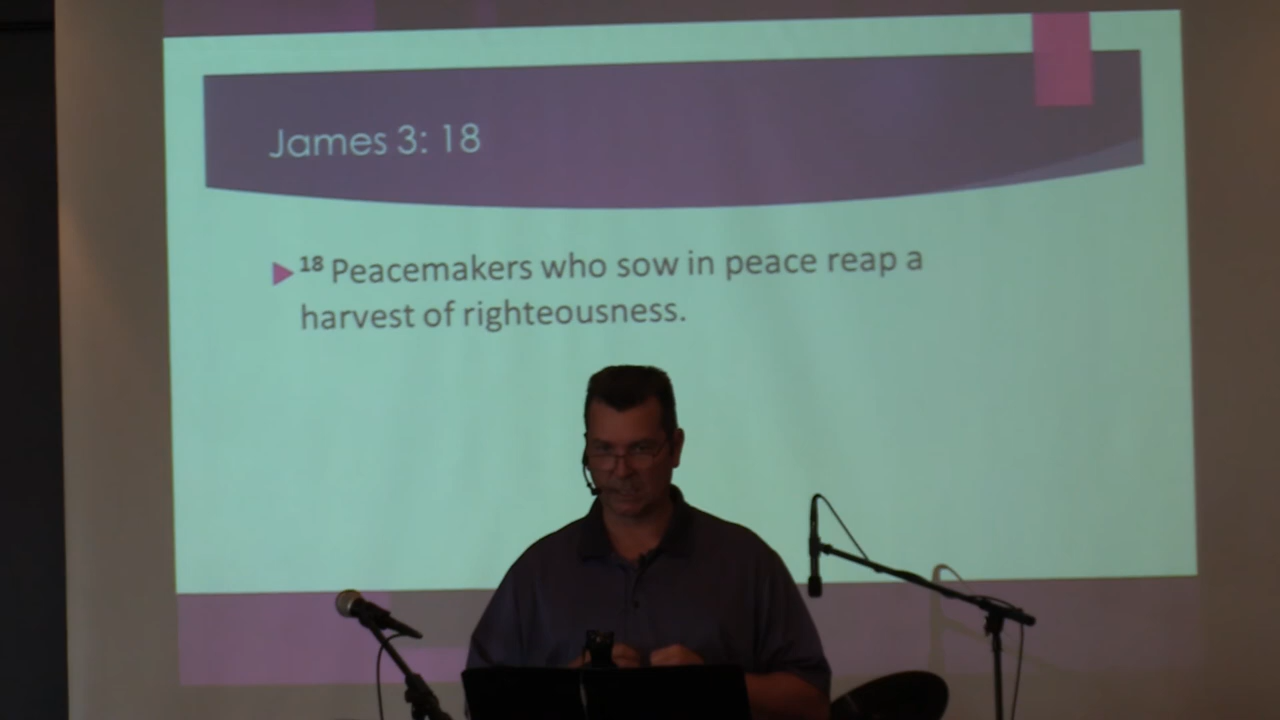 James 3: 18
18 Peacemakers who sow in peace reap a
harvest of righteousness.